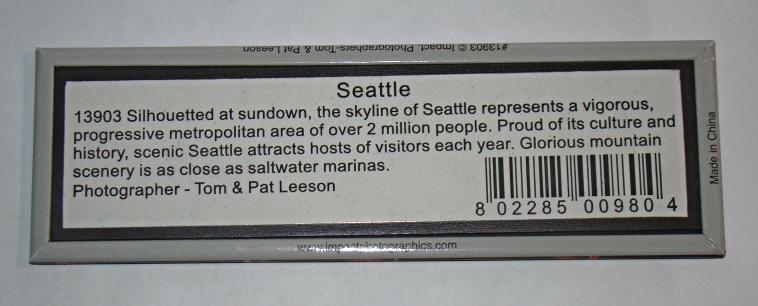 #13903 © Impact, Photographers-Tom & Pat Leeson
Seattle
13903 Silhouetted at sundown, the skyline of Seattle represents a vigorous,
progressive metropolitan area of over 2 million people. Proud of its culture and
history, scenic Seattle attracts hosts of visitors each year. Glorious mountain
scenery is as close as saltwater marinas.
Photographer - Tom & Pat Leeson
8 02285 00980 4
Made in China
www.impactphotographics.com